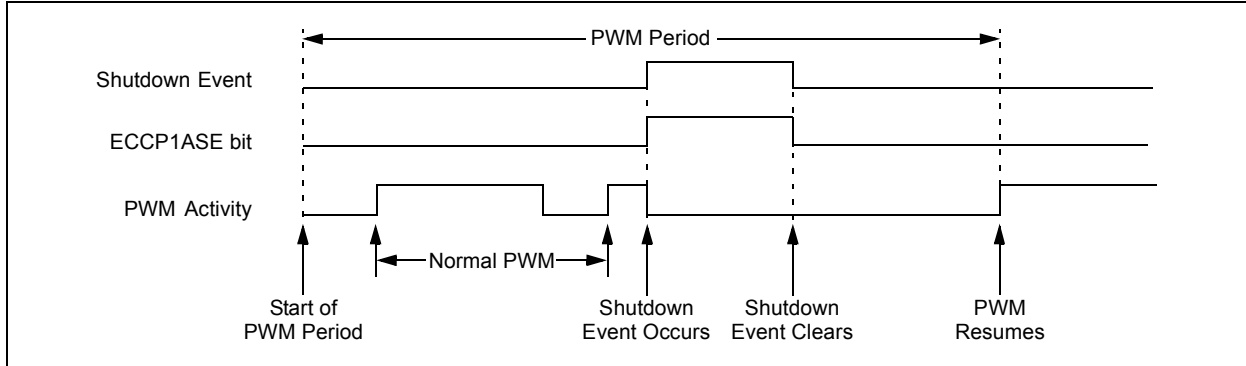 PWM Period
Shutdown Event
ECCP1ASE bit
PWM Activity
Normal PWM
Start of
PWM Period
Shutdown
Event Occurs
Shutdown
Event Clears
PWM
Resumes